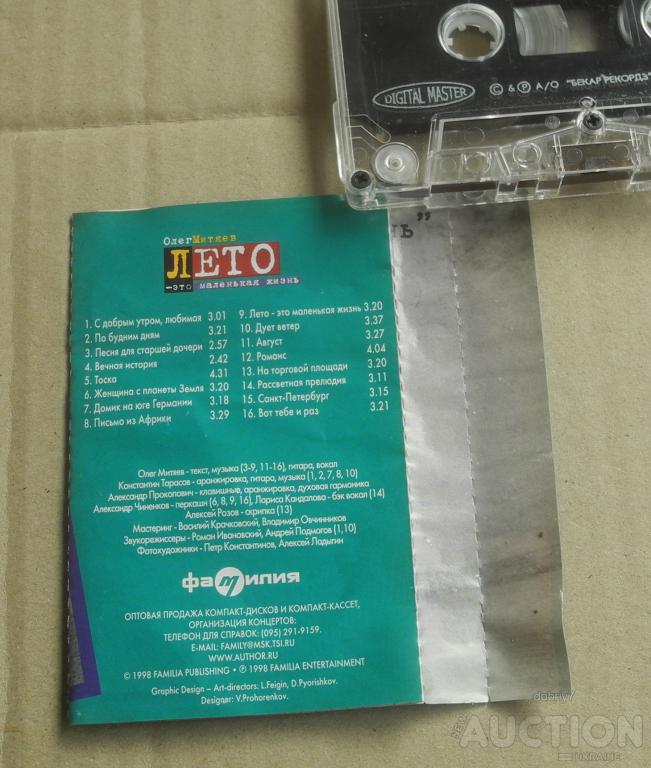 DIGITAL MASTER
© & ℗ А/О "БЕКАР РЕКОРДЗ"
Ь"
ОлегМитяев
ЛЕТО
—это маленькая жизнь
1. С добрым утром, любимая 3.01
2. По будним дням 3.21
3. Песня для старшей дочери 2.57
4. Вечная история 2.42
5. Тоска 4.31
6. Женщина с планеты Земля 3.20
7. Домик на юге Германии 3.18
8. Письмо из Африки 3.29
9. Лето - это маленькая жизнь 3.20
10. Дует ветер 3.37
11. Август 3.27
12. Романс 4.04
13. На торговой площади 3.20
14. Рассветная прелюдия 3.11
15. Санкт-Петербург 3.15
16. Вот тебе и раз 3.21
Олег Митяев - текст, музыка (3-9, 11-16), гитара, вокал
Константин Тарасов - аранжировка, гитара, музыка (1, 2, 7, 8, 10)
Александр Прокопович - клавишные, аранжировка, духовая гармоника
Александр Чиненков - перкашн (6, 8, 9, 16), Лариса Кандалова - бэк вокал (14)
Алексей Розов - скрипка (13)
Мастеринг - Василий Крачковский, Владимир Овчинников
Звукорежиссеры - Роман Ивановский, Андрей Подмогов (1,10)
Фотохудожники - Петр Константинов, Алексей Ладыгин
фаmилия
ОПТОВАЯ ПРОДАЖА КОМПАКТ-ДИСКОВ И КОМПАКТ-КАССЕТ,
ОРГАНИЗАЦИЯ КОНЦЕРТОВ:
ТЕЛЕФОН ДЛЯ СПРАВОК: (095) 291-9159.
E-MAIL: FAMILY@MSK.TSI.RU
WWW.AUTHOR.RU
© 1998 FAMILIA PUBLISHING • ℗ 1998 FAMILIA ENTERTAINMENT
Graphic Design – Art-directors: L.Feigin, D.Pyorishkov.
Designer: V.Prohorenkov.
dobriy7
NEW
AUCTION
UKRAINE